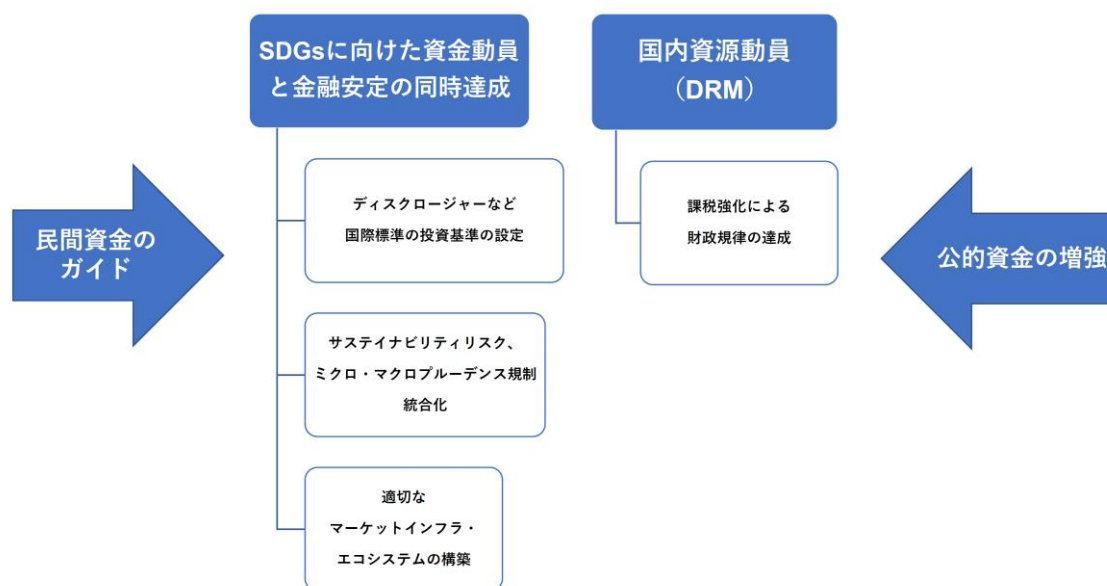 SDGsに向けた資金動員
と金融安定の同時達成
国内資源動員
（DRM）
民間資金の
ガイド
ディスクロージャーなど
国際標準の投資基準の設定
課税強化による
財政規律の達成
公的資金の増強
サステイナビリティリスク、
ミクロ・マクロプルーデンス規制
統合化
適切な
マーケットインフラ・
エコシステムの構築